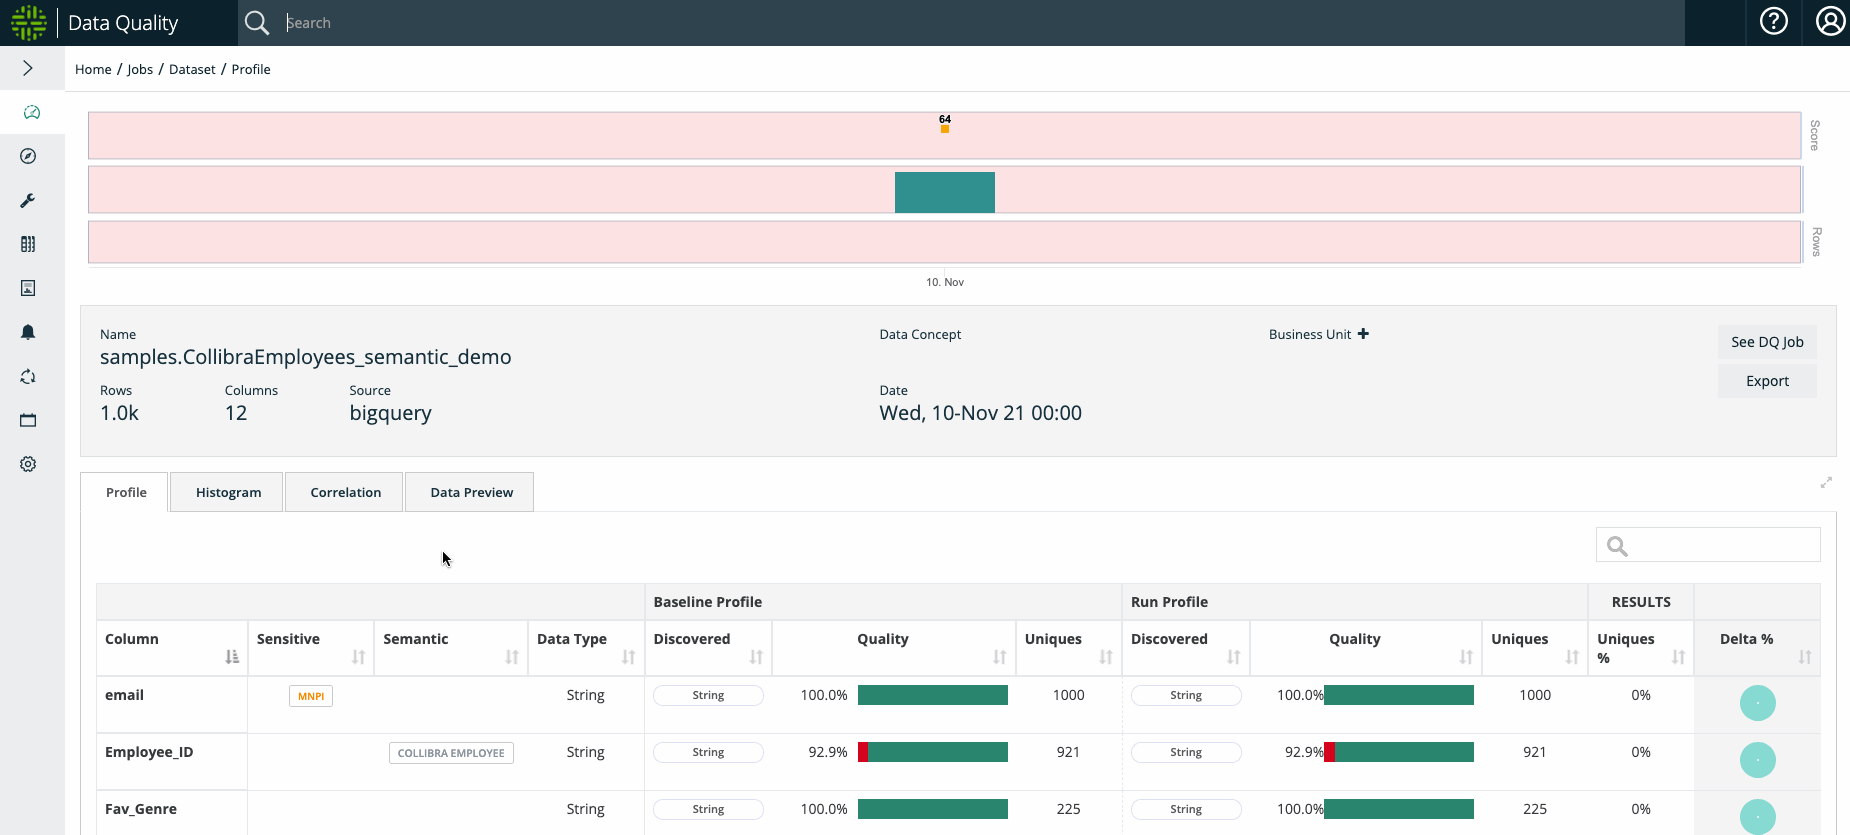 Data Quality
Search
Home / Jobs / Dataset / Profile
64
Score
Rows
10. Nov
Name
samples.CollibraEmployees_semantic_demo
Data Concept
Business Unit
See DQ Job
Rows
Columns
Source
Date
Export
1.0k
12
bigquery
Wed, 10-Nov 21 00:00
Profile Histogram Correlation Data Preview
Baseline Profile Run Profile RESULTS
Column Sensitive Semantic Data Type Discovered Quality Uniques Discovered Quality Uniques Uniques % Delta %
email MNPI String String 100.0% 1000 String 100.0% 1000 0%
Employee_ID COLLIBRA EMPLOYEE String String 92.9% 921 String 92.9% 921 0%
Fav_Genre String String 100.0% 225 String 100.0% 225 0%